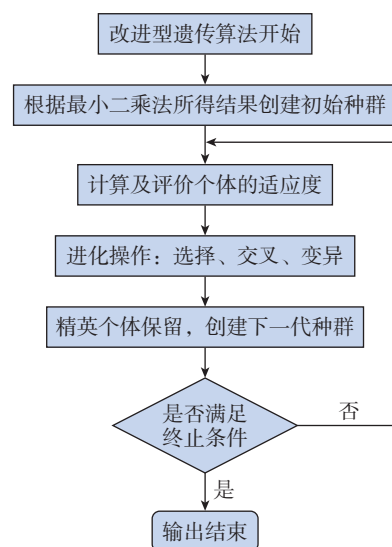 改进型遗传算法开始
根据最小二乘法所得结果创建初始种群
计算及评价个体的适应度
进化操作：选择、交叉、变异
精英个体保留，创建下一代种群
是否满足
终止条件
否
是
输出结束